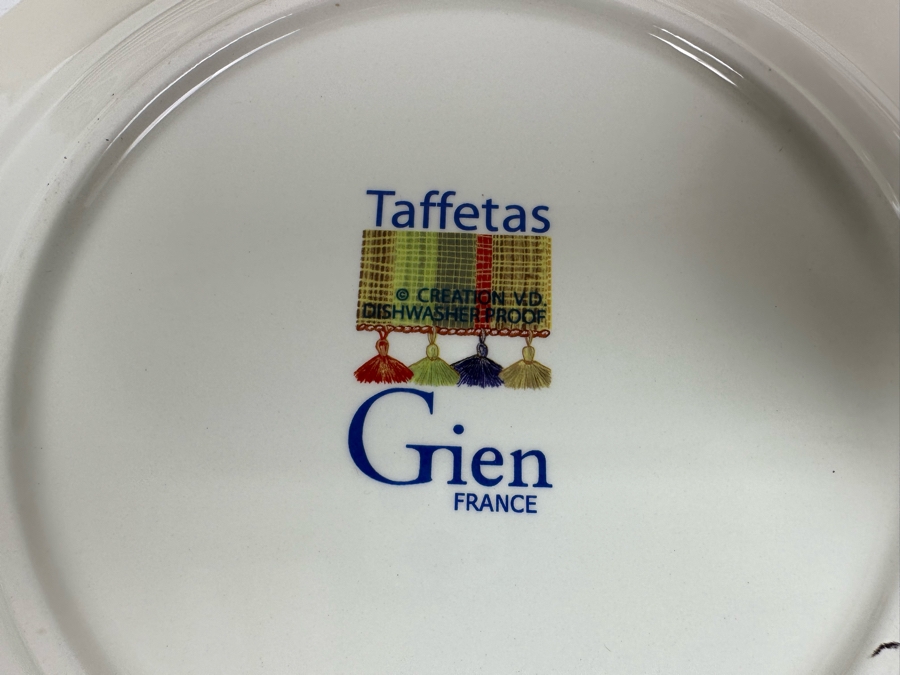 Taffetas
© CREATION V.D.
DISHWASHER PROOF
Gien
FRANCE